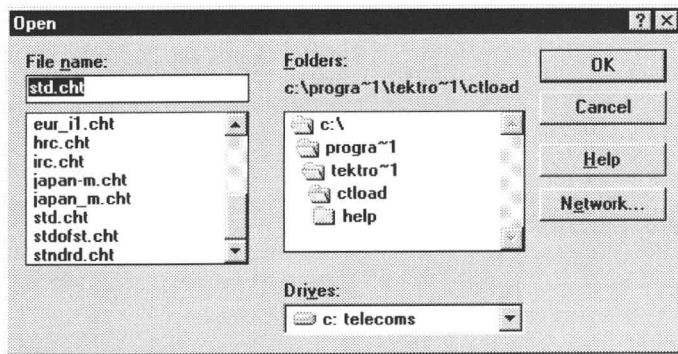 Open
File name:
std.cht
eur_i1.cht
hrc.cht
irc.cht
japan-m.cht
japan_m.cht
std.cht
stdofst.cht
stndrd.cht
Folders:
c:\progra~1\tektro~1\ctload
c:\
progra~1
tektro~1
ctload
help
Drives:
c: telecoms
OK
Cancel
Help
Network...